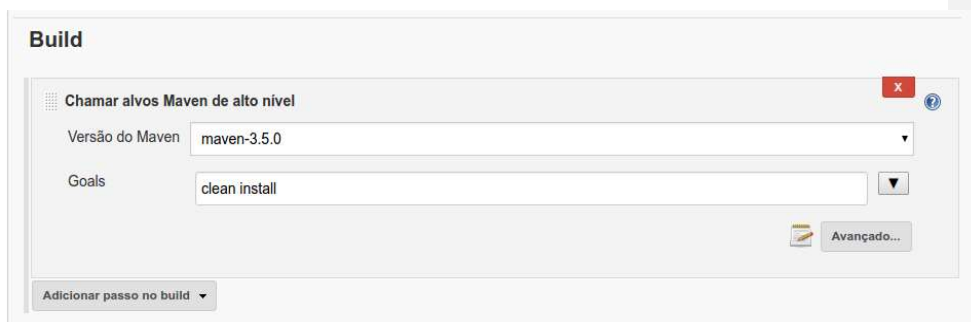 Build
Chamar alvos Maven de alto nível
X
Versão do Maven
maven-3.5.0
Goals
clean install
Avançado...
Adicionar passo no build